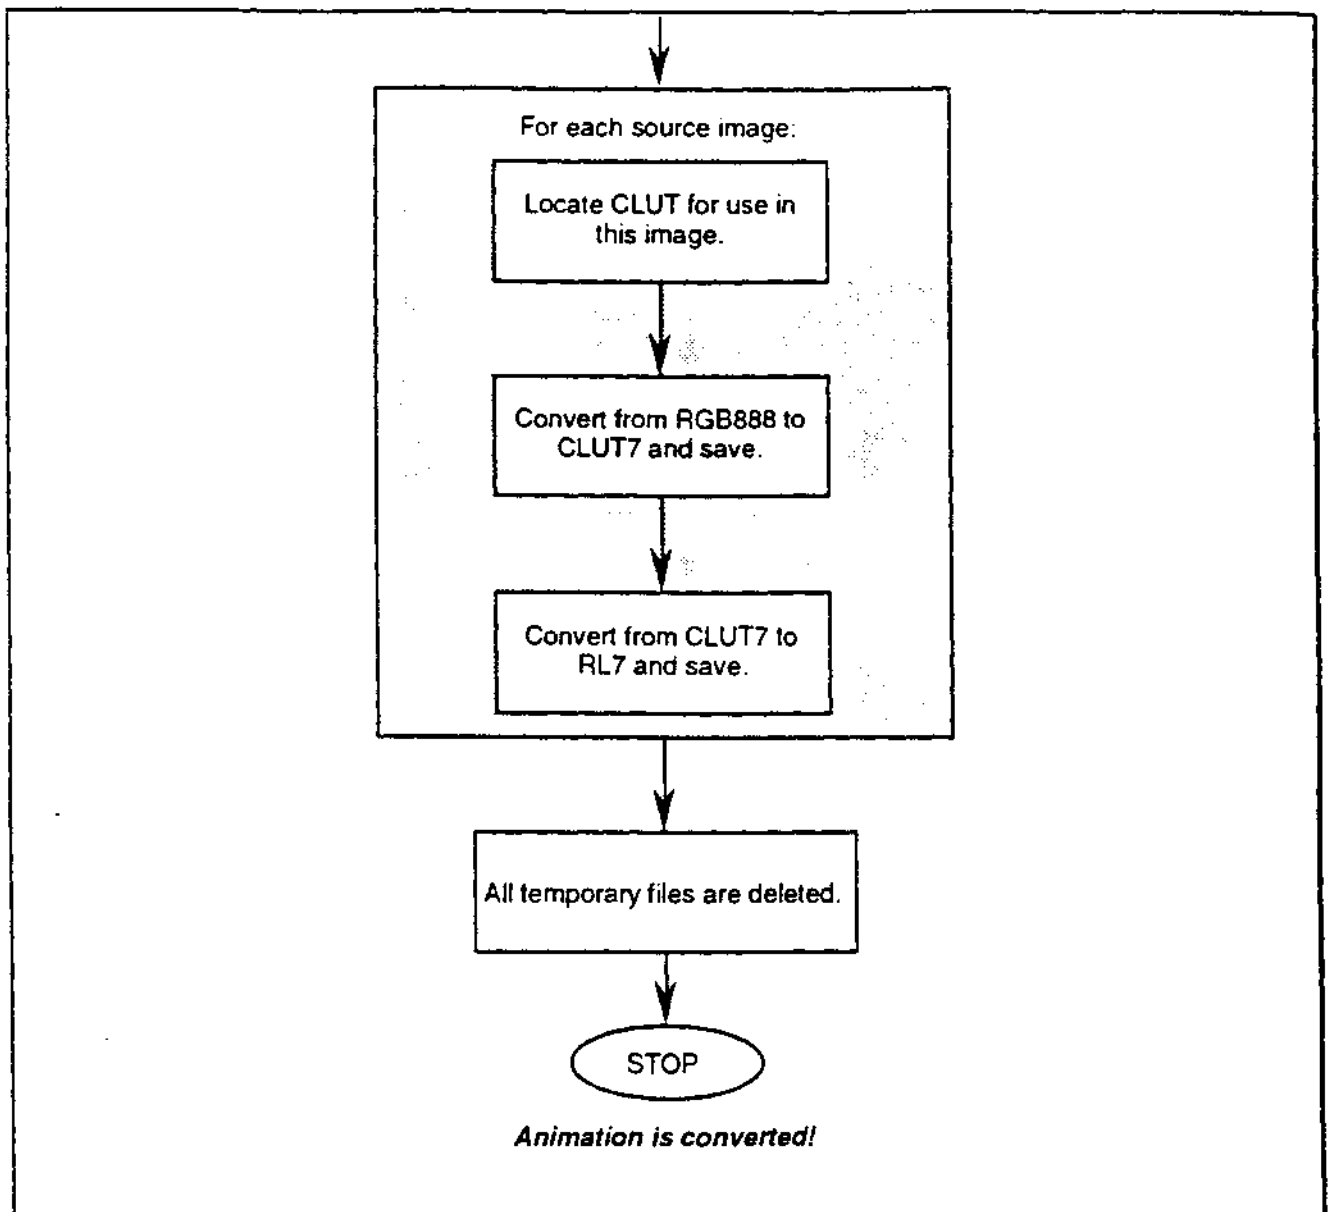 For each source image:
Locate CLUT for use in
this image.
Convert from RGB888 to
CLUT7 and save.
Convert from CLUT7 to
RL7 and save.
All temporary files are deleted.
STOP
Animation is converted!